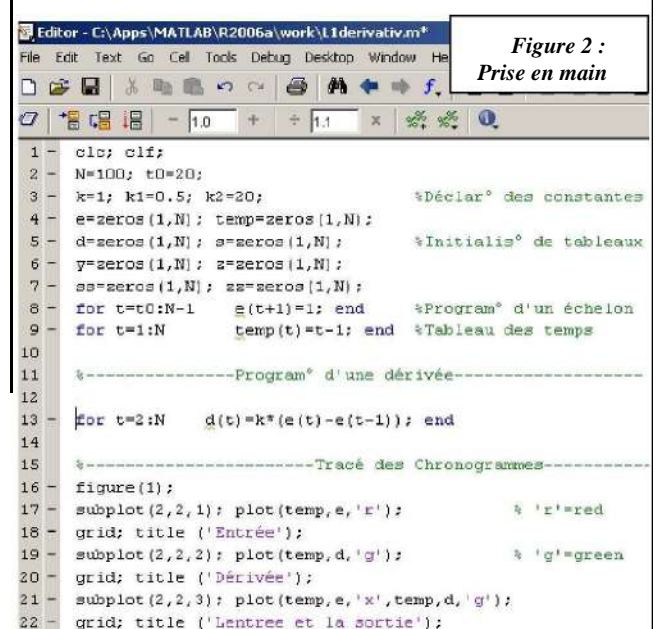 Editor - C:\Apps\MATLAB\R2006a\work\L1derivativ.m*
Figure 2 :
Prise en main
File Edit Text Go Cell Tools Debug Desktop Window He
- 1.0 + ÷ 1.1 ×
1 - clc; clf;
2 - N=100; t0=20;
3 - k=1; k1=0.5; k2=20; %Déclar° des constantes
4 - e=zeros(1,N); temp=zeros(1,N);
5 - d=zeros(1,N); s=zeros(1,N); %Initialis° de tableaux
6 - y=zeros(1,N); z=zeros(1,N);
7 - ss=zeros(1,N); zz=zeros(1,N);
8 - for t=t0:N-1 e(t+1)=1; end %Program° d'un échelon
9 - for t=1:N temp(t)=t-1; end %Tableau des temps
10
11 %---------------Program° d'une dérivée-------------------
12
13 - for t=2:N d(t)=k*(e(t)-e(t-1)); end
14
15 %-----------------------Tracé des Chronogrammes-----------
16 - figure(1);
17 - subplot(2,2,1); plot(temp,e,'r'); % 'r'=red
18 - grid; title ('Entrée');
19 - subplot(2,2,2); plot(temp,d,'g'); % 'g'=green
20 - grid; title ('Dérivée');
21 - subplot(2,2,3); plot(temp,e,'x',temp,d,'g');
22 - grid; title ('Lentree et la sortie');